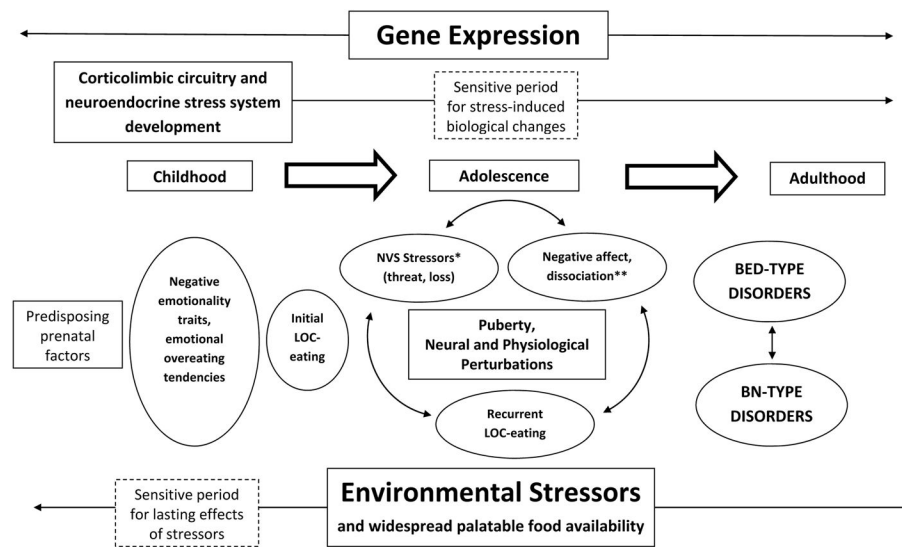 Gene Expression
Corticolimbic circuitry and
neuroendocrine stress system
development
Sensitive period
for stress-induced
biological changes
Childhood
Adolescence
Adulthood
Predisposing
prenatal
factors
Negative
emotionality
traits,
emotional
overeating
tendencies
Initial
LOC-
eating
NVS Stressors*
(threat, loss)
Negative affect,
dissociation**
Puberty,
Neural and Physiological
Perturbations
Recurrent
LOC-eating
BED-TYPE
DISORDERS
BN-TYPE
DISORDERS
Sensitive period
for lasting effects
of stressors
Environmental Stressors
and widespread palatable food availability